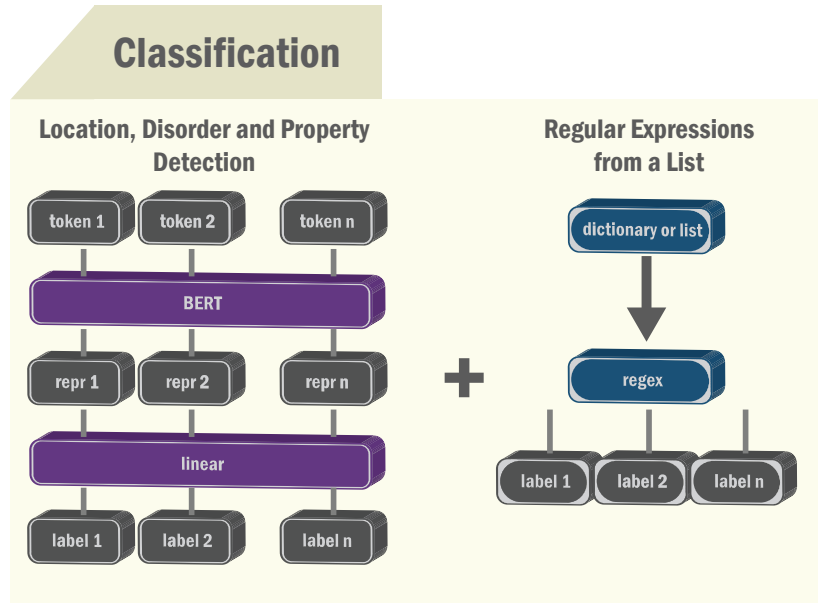 Classification
Location, Disorder and Property
Detection
token 1 token 2 token n
BERT
repr 1 repr 2 repr n
linear
label 1 label 2 label n
+
Regular Expressions
from a List
dictionary or list
regex
label 1 label 2 label n